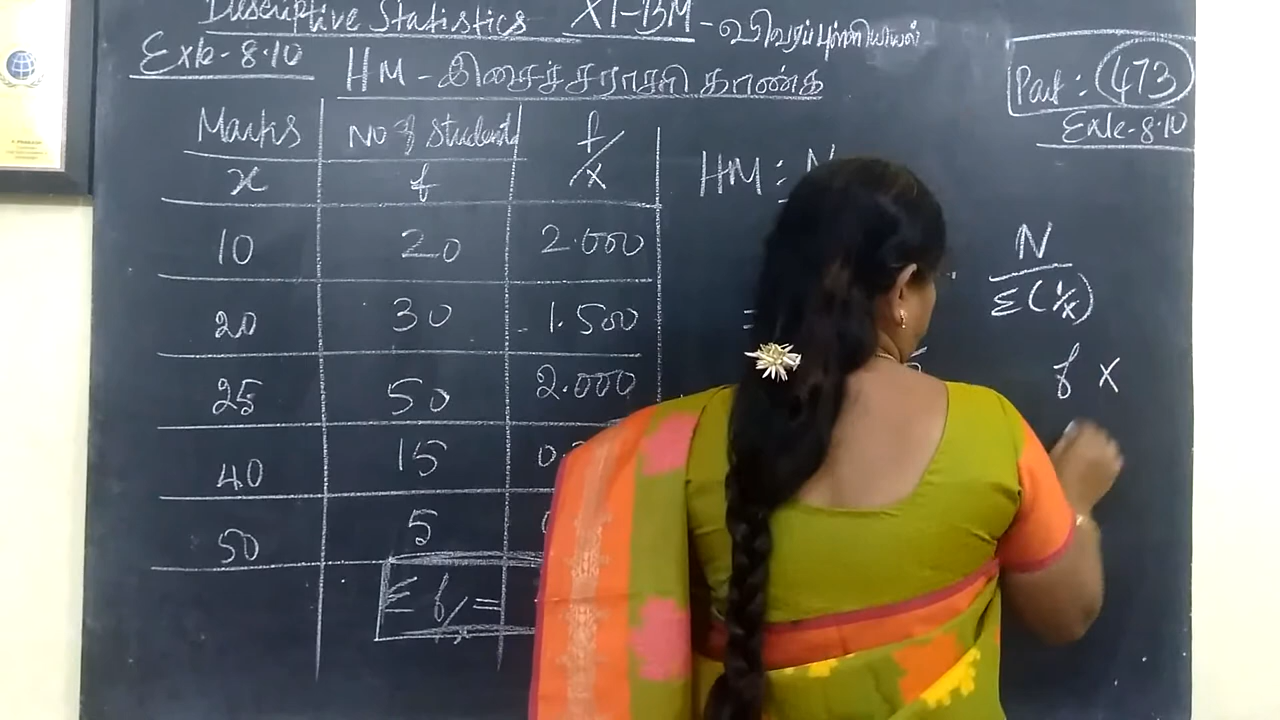 Descriptive Statistics XI-BM - விவரப்புள்ளியியல்
Exle-8.10
HM - இசைச்சராசரி காண்க
Part: 473
Exle-8.10
Marks No of student f/x
x f
10 20 2.000
20 30 1.500
25 50 2.000
40 15 0.
50 5
Σ f/x =
HM = N
=
N
Σ(1/x)
f x